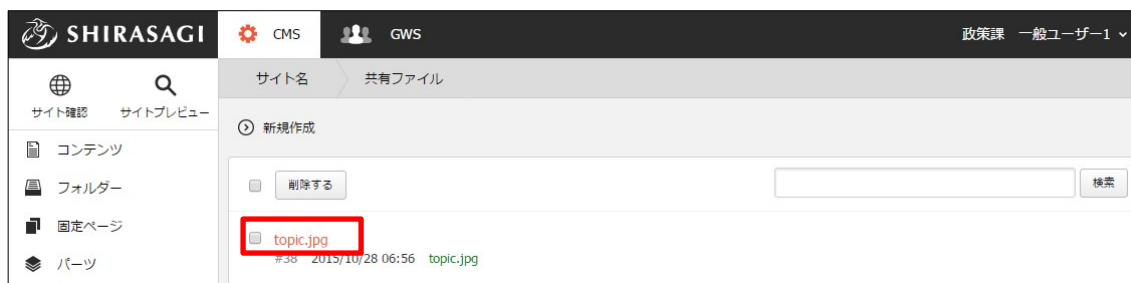 SHIRASAGI CMS GWS 政策課 一般ユーザー1
サイト確認 サイトプレビュー
サイト名 共有ファイル
新規作成
コンテンツ
フォルダー
固定ページ
パーツ
削除する 検索
topic.jpg
#38 2015/10/28 06:56 topic.jpg